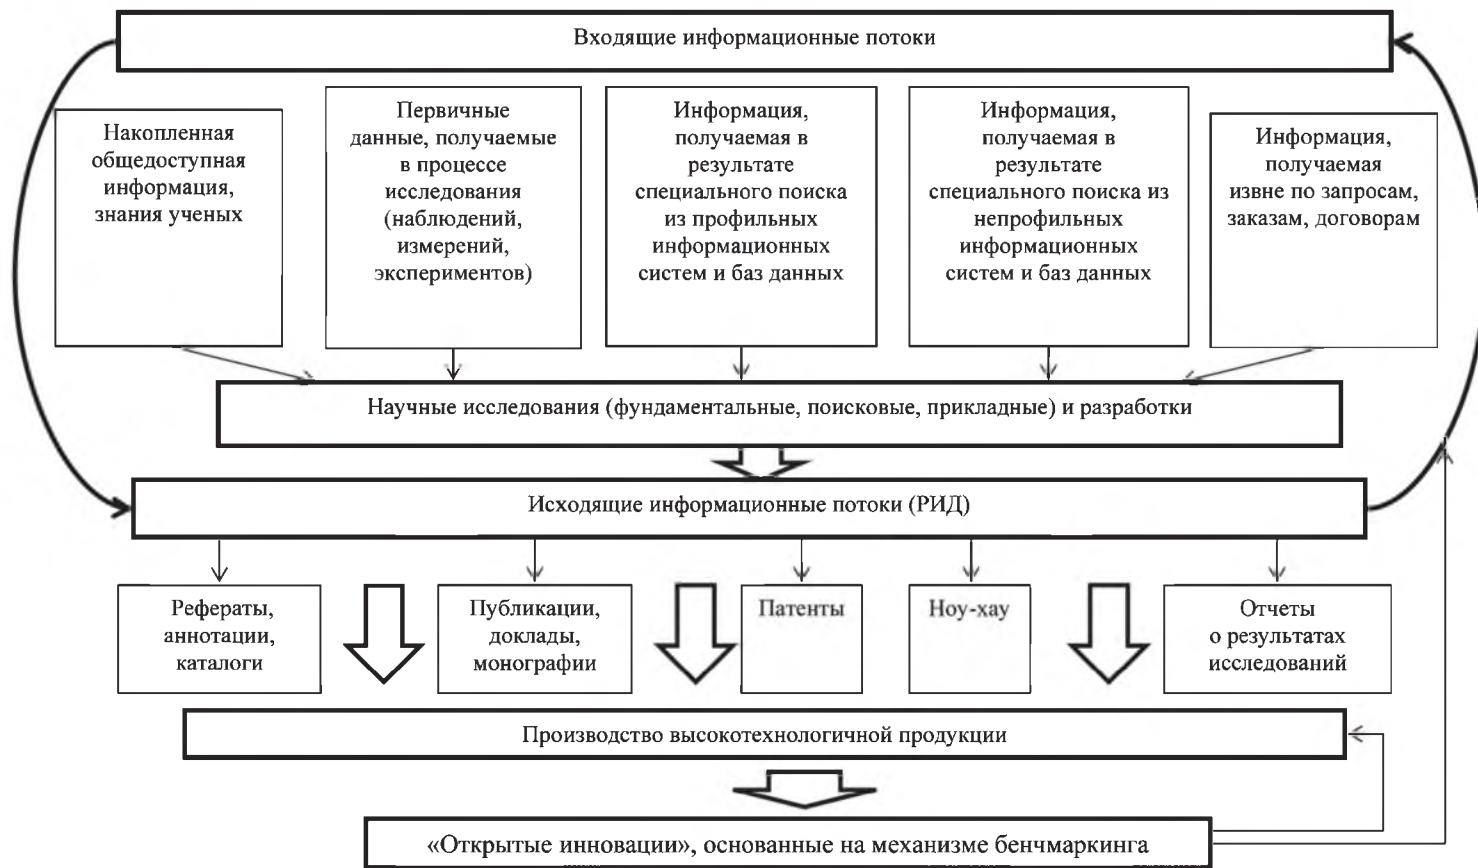 Входящие информационные потоки
Накопленная
общедоступная
информация,
знания ученых
Первичные
данные, получаемые
в процессе
исследования
(наблюдений,
измерений,
экспериментов)
Информация,
получаемая в
результате
специального поиска
из профильных
информационных
систем и баз данных
Информация,
получаемая в
результате
специального поиска из
непрофильных
информационных
систем и баз данных
Информация,
получаемая
извне по запросам,
заказам, договорам
Научные исследования (фундаментальные, поисковые, прикладные) и разработки
Исходящие информационные потоки (РИД)
Рефераты,
аннотации,
каталоги
Публикации,
доклады,
монографии
Патенты
Ноу-хау
Отчеты
о результатах
исследований
Производство высокотехнологичной продукции
«Открытые инновации», основанные на механизме бенчмаркинга